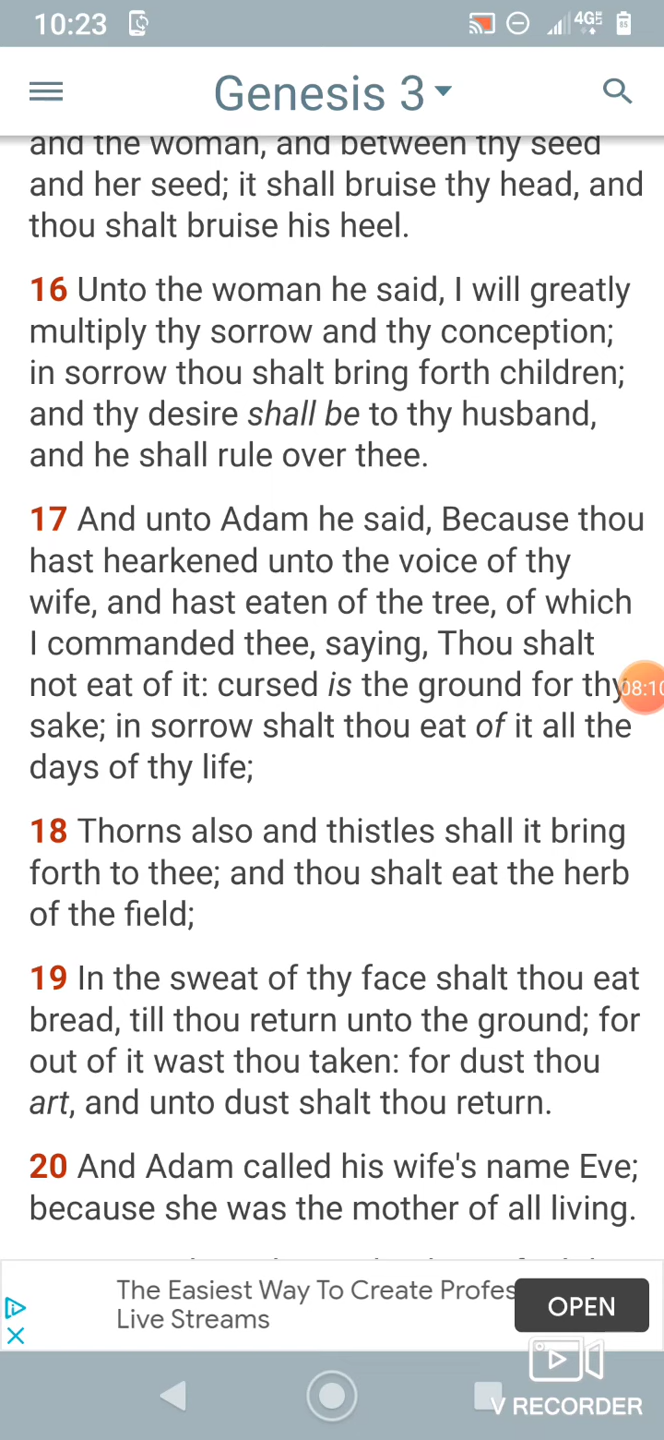 10:23
4GE
85
Genesis 3
and the woman, and between thy seed
and her seed; it shall bruise thy head, and
thou shalt bruise his heel.
16 Unto the woman he said, I will greatly
multiply thy sorrow and thy conception;
in sorrow thou shalt bring forth children;
and thy desire shall be to thy husband,
and he shall rule over thee.
17 And unto Adam he said, Because thou
hast hearkened unto the voice of thy
wife, and hast eaten of the tree, of which
I commanded thee, saying, Thou shalt
not eat of it: cursed is the ground for thy
08:10
sake; in sorrow shalt thou eat of it all the
days of thy life;
18 Thorns also and thistles shall it bring
forth to thee; and thou shalt eat the herb
of the field;
19 In the sweat of thy face shalt thou eat
bread, till thou return unto the ground; for
out of it wast thou taken: for dust thou
art, and unto dust shalt thou return.
20 And Adam called his wife's name Eve;
because she was the mother of all living.
The Easiest Way To Create Profes
Live Streams
OPEN
V RECORDER